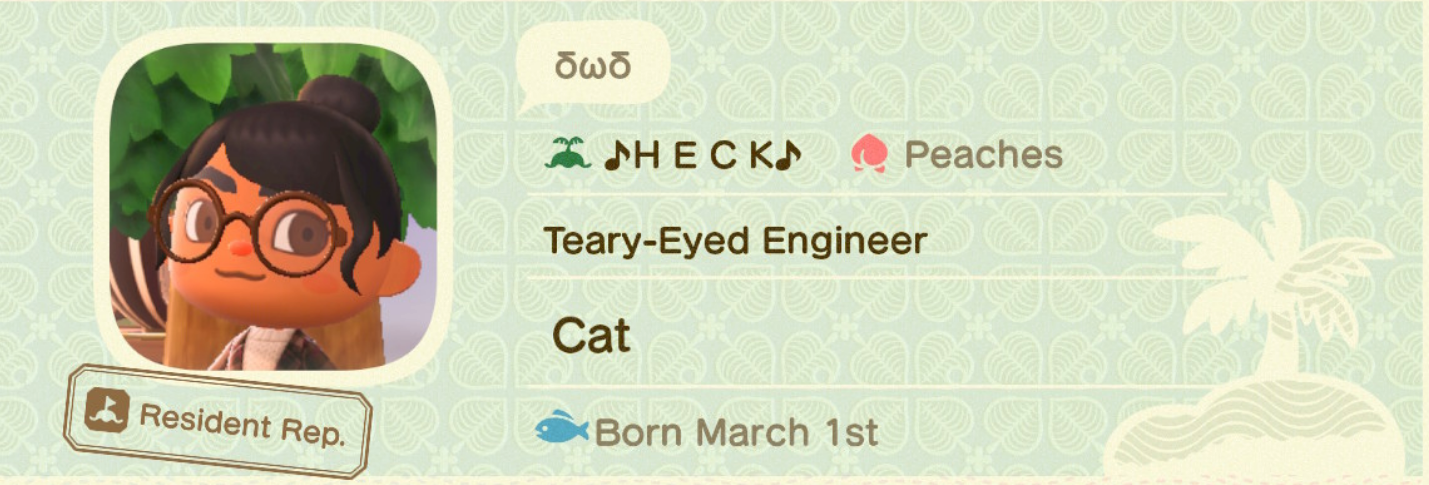 δωδ
♪H E C K♪ Peaches
Teary-Eyed Engineer
Cat
Resident Rep.
Born March 1st